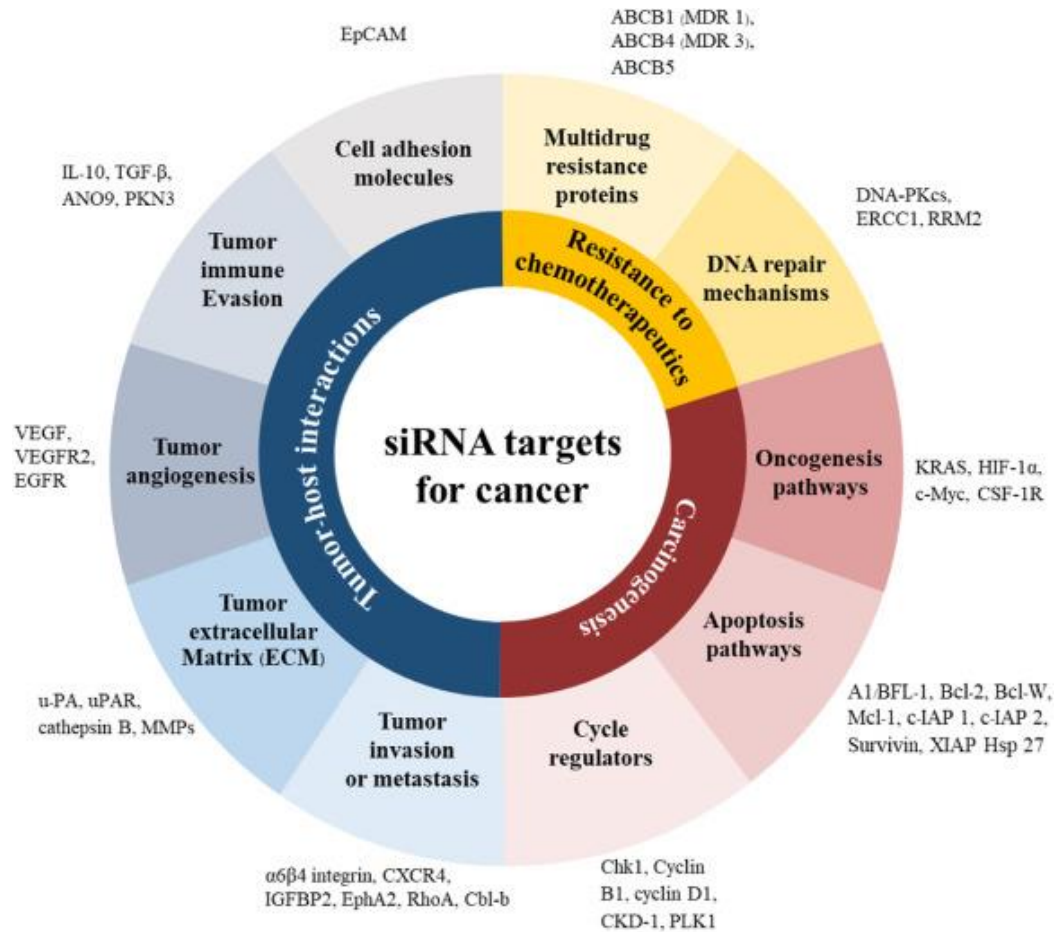 siRNA targets
for cancer
Resistance to
chemotherapeutics
Carcinogenesis
Tumor-host interactions
ABCB1 (MDR 1),
ABCB4 (MDR 3),
ABCB5
Multidrug
resistance
proteins
DNA-PKcs,
ERCC1, RRM2
DNA repair
mechanisms
Oncogenesis
pathways
KRAS, HIF-1α,
c-Myc, CSF-1R
Apoptosis
pathways
A1/BFL-1, Bcl-2, Bcl-W,
Mcl-1, c-IAP 1, c-IAP 2,
Survivin, XIAP Hsp 27
Cycle
regulators
Chk1, Cyclin
B1, cyclin D1,
CKD-1, PLK1
Tumor
invasion
or metastasis
α6β4 integrin, CXCR4,
IGFBP2, EphA2, RhoA, Cbl-b
Tumor
extracellular
Matrix (ECM)
u-PA, uPAR,
cathepsin B, MMPs
Tumor
angiogenesis
VEGF,
VEGFR2,
EGFR
Tumor
immune
Evasion
IL-10, TGF-β,
ANO9, PKN3
Cell adhesion
molecules
EpCAM